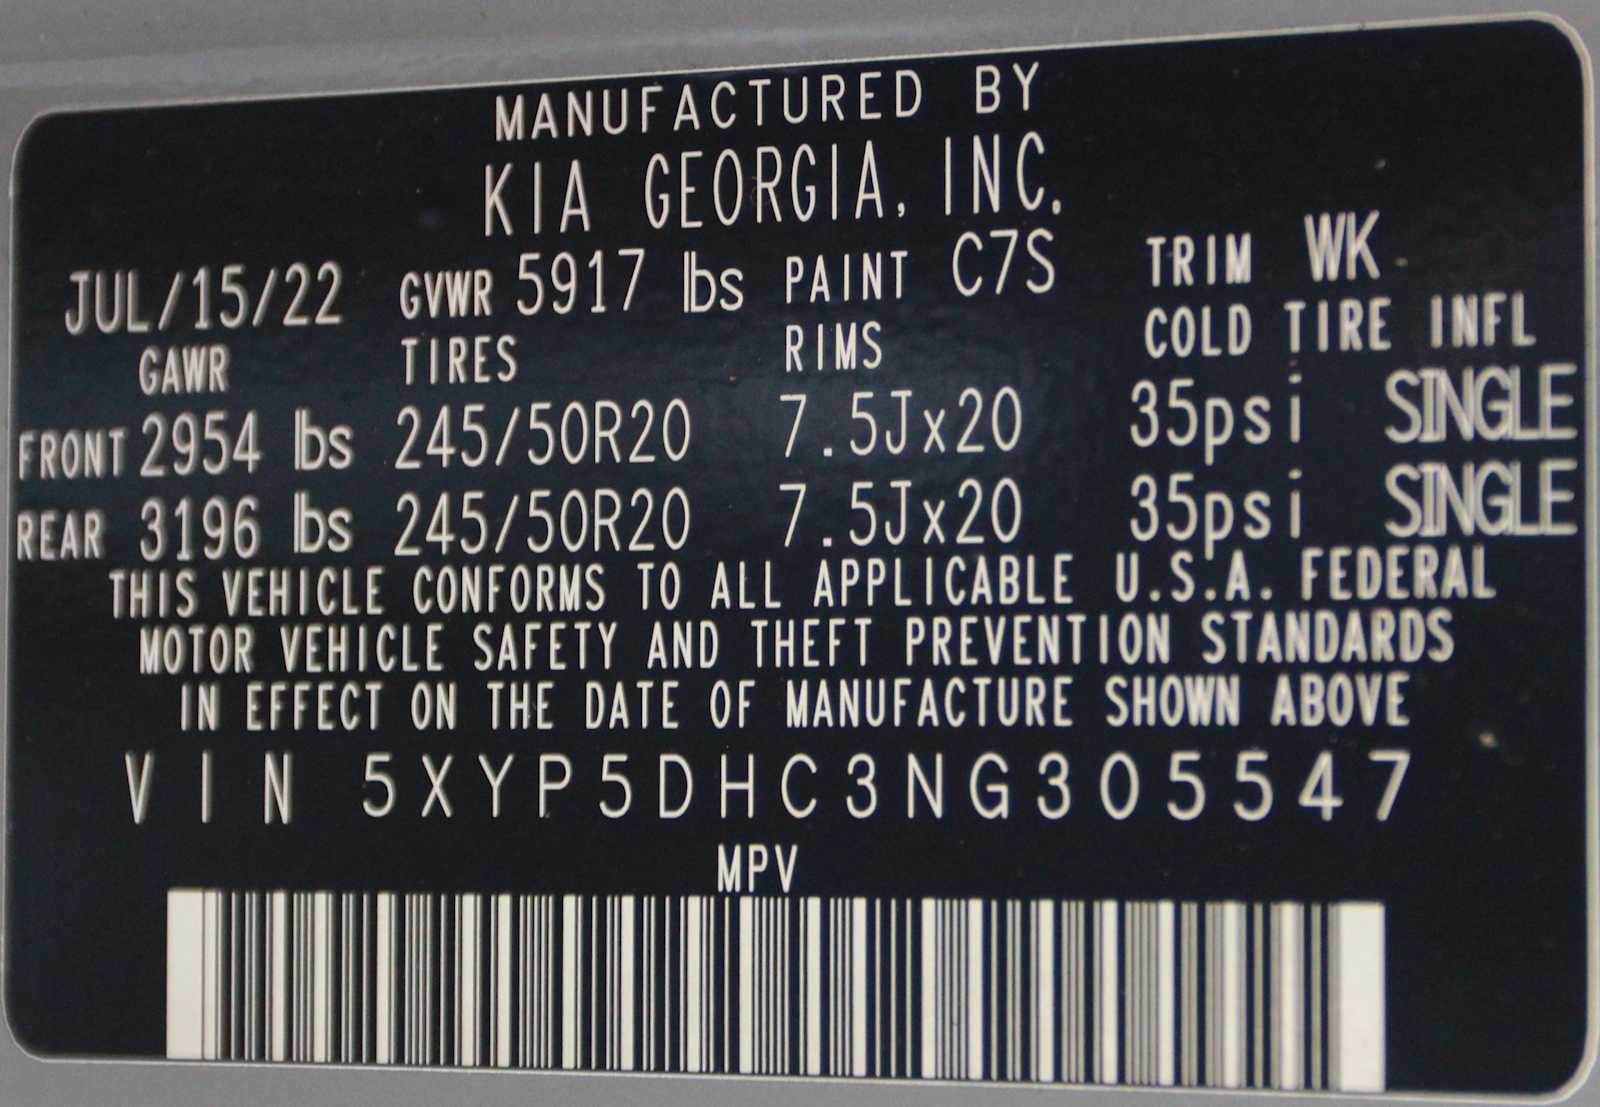 MANUFACTURED BY
KIA GEORGIA, INC.
JUL/15/22 GVWR 5917 lbs PAINT C7S TRIM WK
GAWR TIRES RIMS COLD TIRE INFL
FRONT 2954 lbs 245/50R20 7.5Jx20 35psi SINGLE
REAR 3196 lbs 245/50R20 7.5Jx20 35psi SINGLE
THIS VEHICLE CONFORMS TO ALL APPLICABLE U.S.A. FEDERAL
MOTOR VEHICLE SAFETY AND THEFT PREVENTION STANDARDS
IN EFFECT ON THE DATE OF MANUFACTURE SHOWN ABOVE
VIN 5XYP5DHC3NG305547
MPV